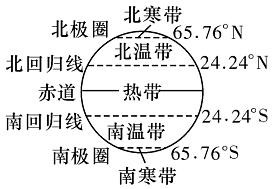 北寒带
北极圈 65.76°N
北温带
北回归线 24.24°N
赤道 热带
南回归线 24.24°S
南温带
南极圈 65.76°S
南寒带